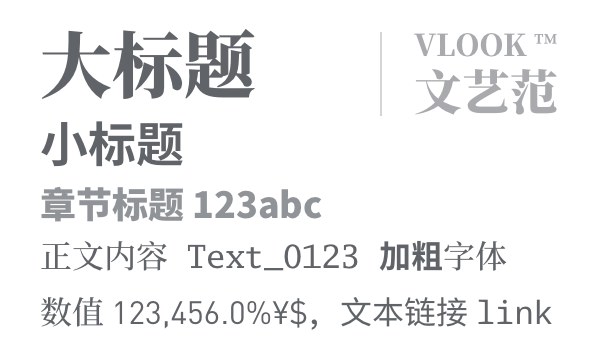 大标题
VLOOK ™
文艺范
小标题
章节标题 123abc
正文内容 Text_0123 加粗字体
数值 123,456.0%¥$，文本链接 link